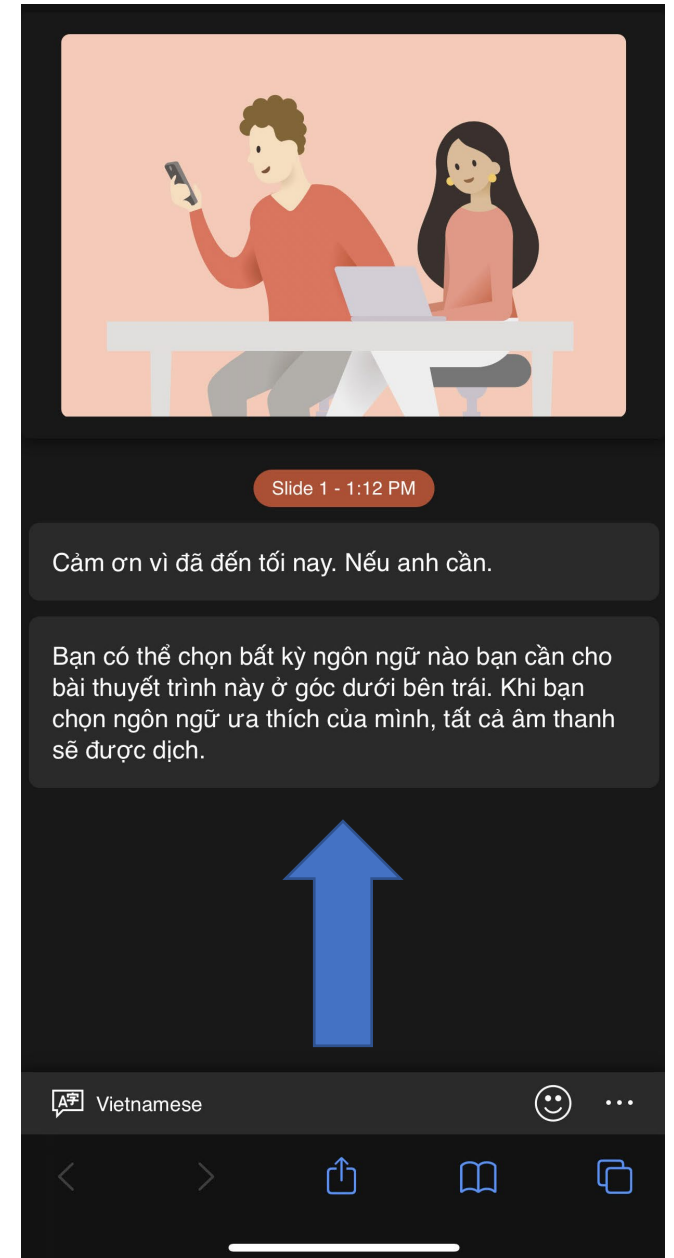 Slide 1 - 1:12 PM
Cảm ơn vì đã đến tối nay. Nếu anh cần.
Bạn có thể chọn bất kỳ ngôn ngữ nào bạn cần cho
bài thuyết trình này ở góc dưới bên trái. Khi bạn
chọn ngôn ngữ ưa thích của mình, tất cả âm thanh
sẽ được dịch.
A字 Vietnamese